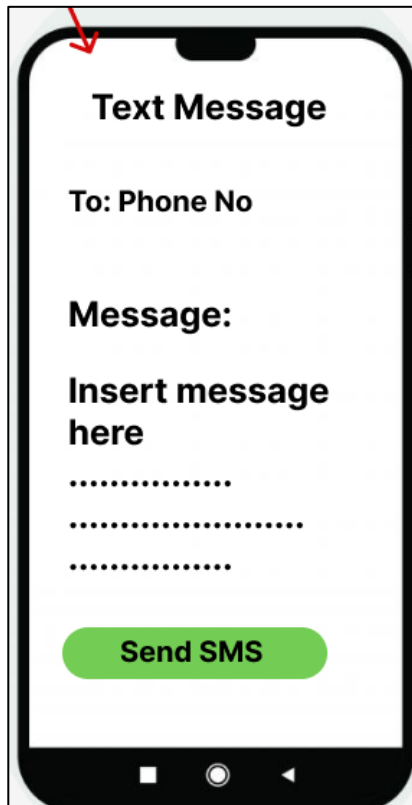 Text Message
To: Phone No
Message:
Insert message
here
................
.......................
................
Send SMS